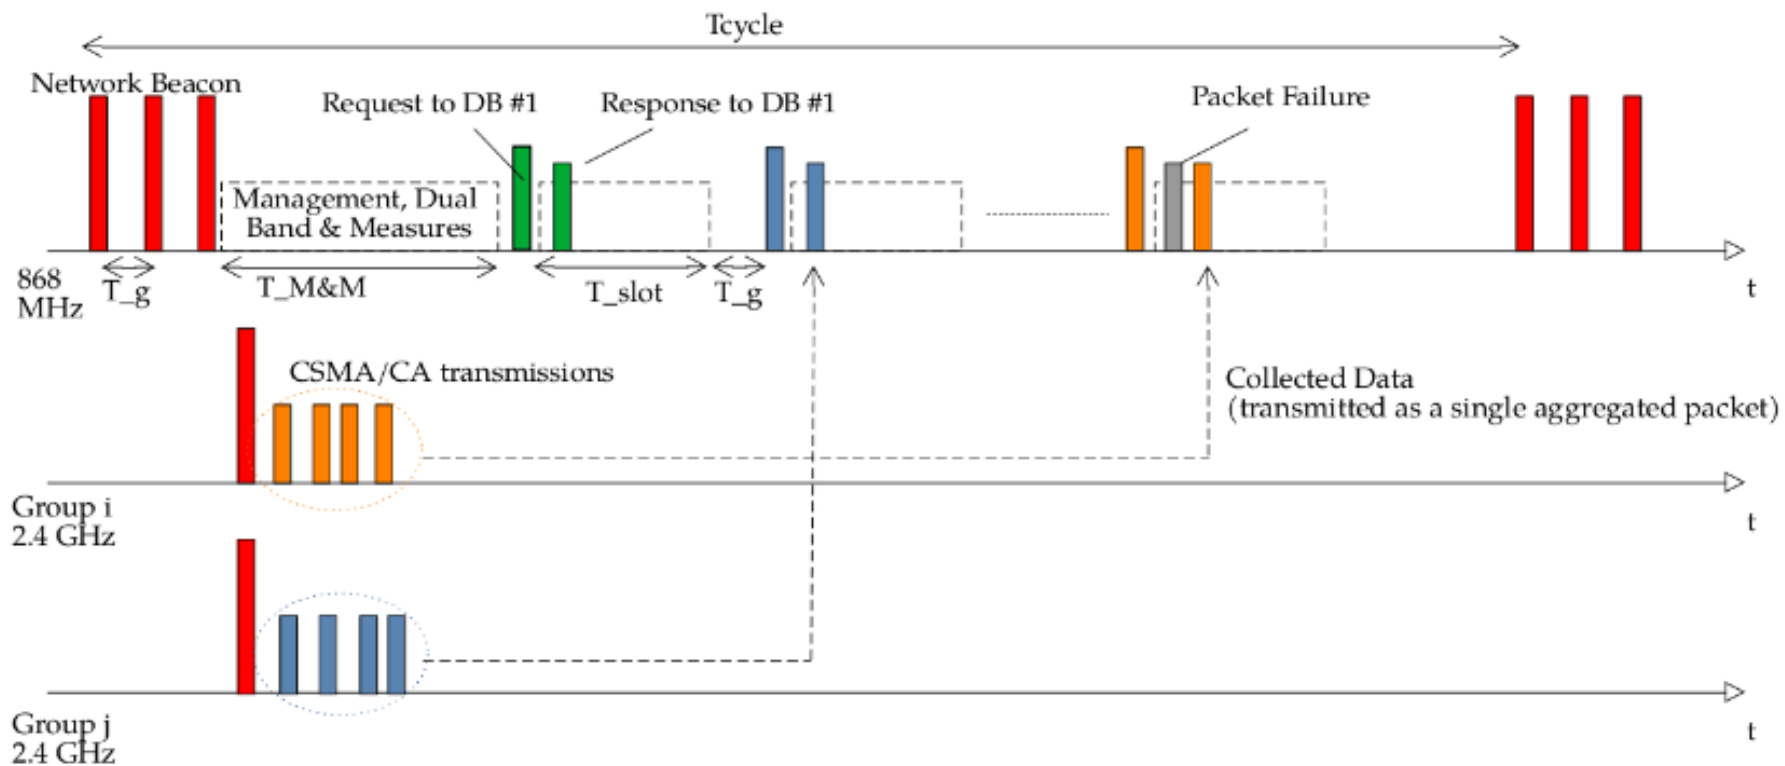 Tcycle
Network Beacon
Request to DB #1
Response to DB #1
Packet Failure
Management, Dual
Band & Measures
868
MHz
T_g
T_M&M
T_slot
T_g
t
CSMA/CA transmissions
Collected Data
(transmitted as a single aggregated packet)
Group i
2.4 GHz
t
Group j
2.4 GHz
t